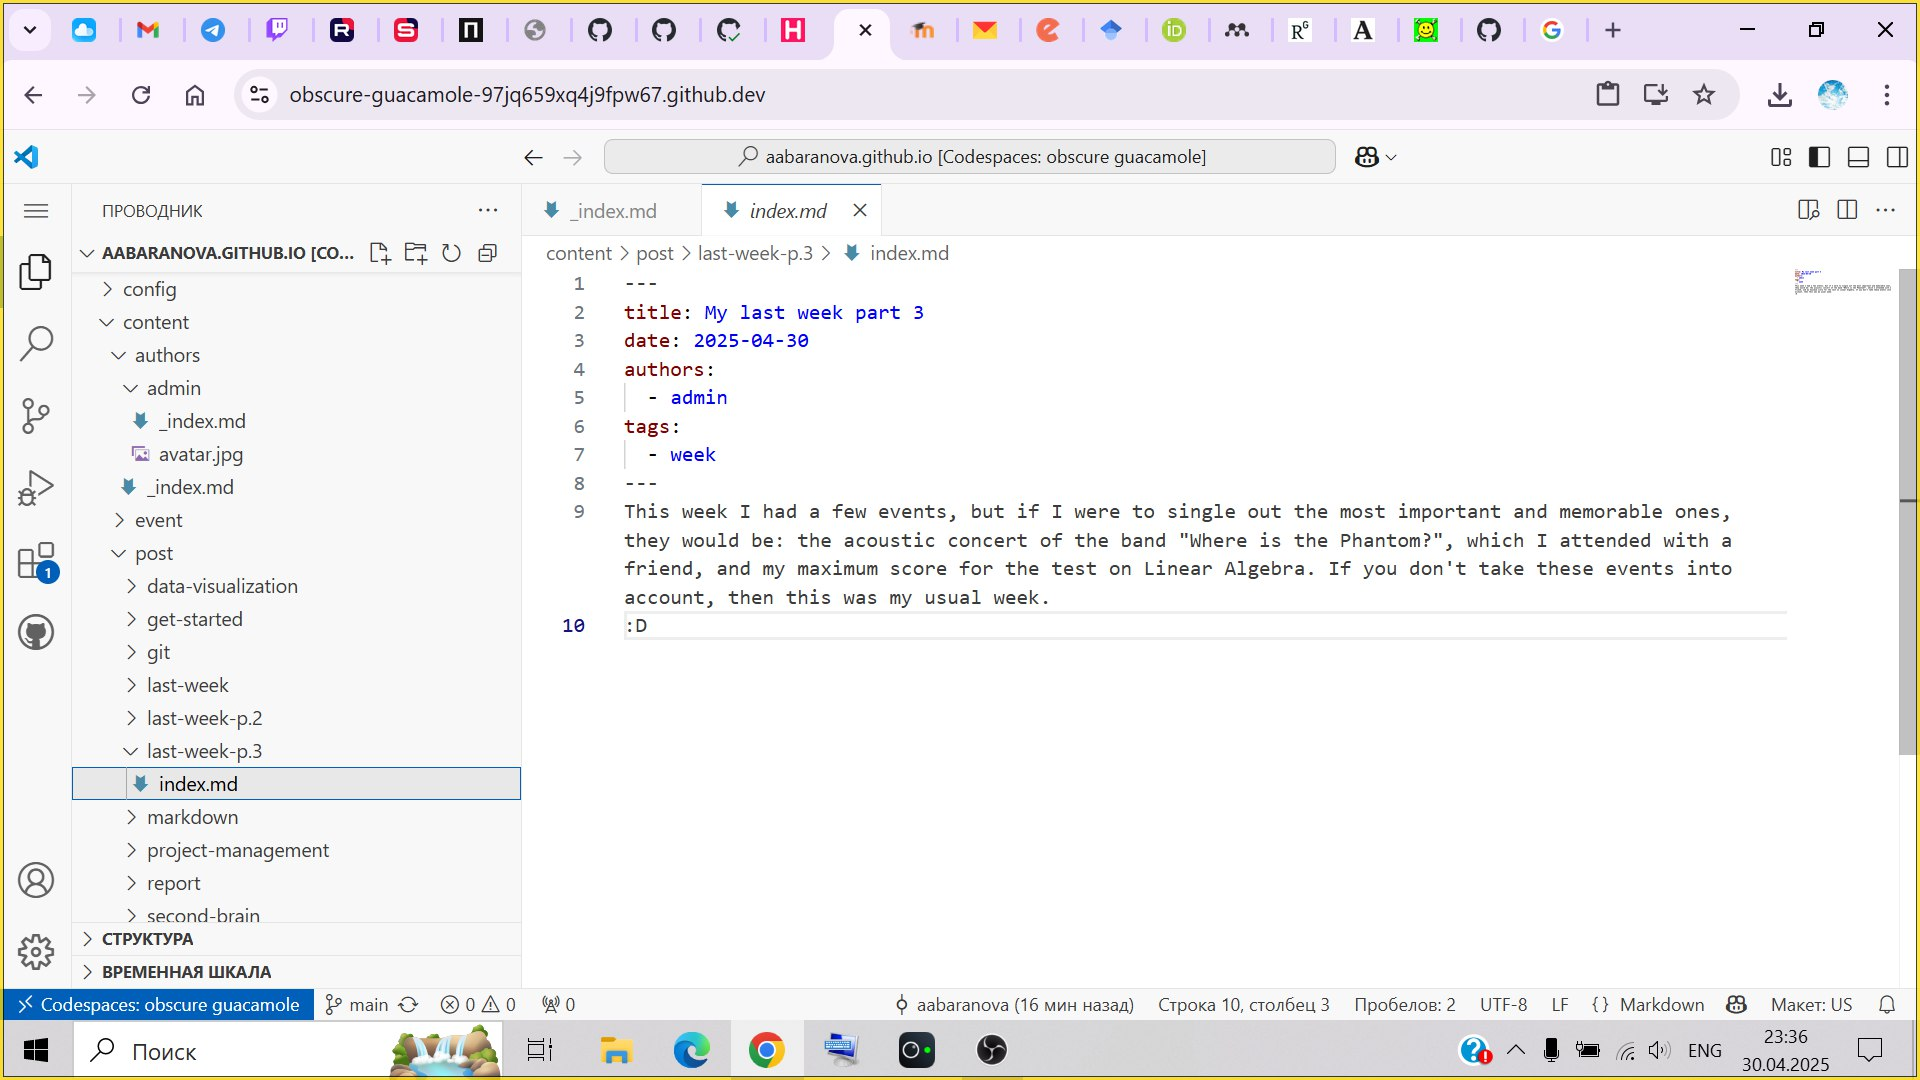 obscure-guacamole-97jq659xq4j9fpw67.github.dev
aabaranova.github.io [Codespaces: obscure guacamole]
ПРОВОДНИК
_index.md
index.md
AABARANOVA.GITHUB.IO [CO...
content > post > last-week-p.3 > index.md
config
content
authors
admin
_index.md
avatar.jpg
_index.md
event
post
data-visualization
get-started
git
last-week
last-week-p.2
last-week-p.3
index.md
markdown
project-management
report
second-brain
СТРУКТУРА
ВРЕМЕННАЯ ШКАЛА
1
1 ---
2 title: My last week part 3
3 date: 2025-04-30
4 authors:
5 - admin
6 tags:
7 - week
8 ---
9 This week I had a few events, but if I were to single out the most important and memorable ones,
they would be: the acoustic concert of the band "Where is the Phantom?", which I attended with a
friend, and my maximum score for the test on Linear Algebra. If you don't take these events into
account, then this was my usual week.
10 :D
Codespaces: obscure guacamole main 0 0 0 aabaranova (16 мин назад) Строка 10, столбец 3 Пробелов: 2 UTF-8 LF {} Markdown Макет: US
Поиск
ENG
23:36
30.04.2025